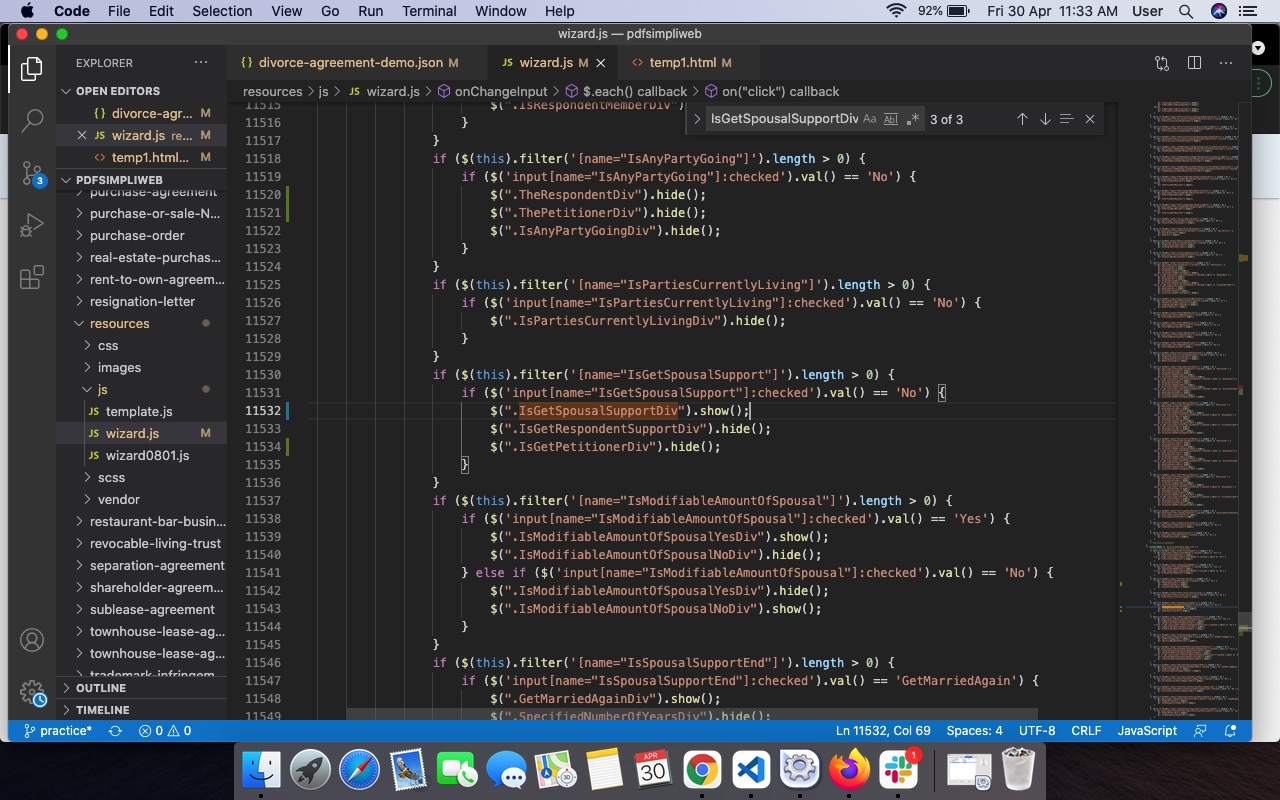 Code File Edit Selection View Go Run Terminal Window Help 92% Fri 30 Apr 11:33 AM User
wizard.js — pdfsimpliweb
EXPLORER
OPEN EDITORS
{} divorce-agr... M
JS wizard.js re... M
<> temp1.html... M
PDFSIMPLIWEB
purchase-agreement
purchase-or-sale-N...
purchase-order
real-estate-purchas...
rent-to-own-agreem...
resignation-letter
resources
css
images
js
JS template.js
JS wizard.js M
JS wizard0801.js
scss
vendor
restaurant-bar-busin...
revocable-living-trust
separation-agreement
shareholder-agreem...
sublease-agreement
townhouse-lease-ag...
townhouse-lease-ag...
trademark-infringem...
OUTLINE
TIMELINE
3
{} divorce-agreement-demo.json M JS wizard.js M <> temp1.html M
resources > js > JS wizard.js > onChangeInput > $.each() callback > on("click") callback
IsGetSpousalSupportDiv Aa Ab 3 of 3
11515 $(".IsRespondentMemberDiv")
11516 }
11517 }
11518 if ($(this).filter('[name="IsAnyPartyGoing"]').length > 0) {
11519 if ($('input[name="IsAnyPartyGoing"]:checked').val() == 'No') {
11520 $(".TheRespondentDiv").hide();
11521 $(".ThePetitionerDiv").hide();
11522 $(".IsAnyPartyGoingDiv").hide();
11523 }
11524 }
11525 if ($(this).filter('[name="IsPartiesCurrentlyLiving"]').length > 0) {
11526 if ($('input[name="IsPartiesCurrentlyLiving"]:checked').val() == 'No') {
11527 $(".IsPartiesCurrentlyLivingDiv").hide();
11528 }
11529 }
11530 if ($(this).filter('[name="IsGetSpousalSupport"]').length > 0) {
11531 if ($('input[name="IsGetSpousalSupport"]:checked').val() == 'No') {
11532 $(".IsGetSpousalSupportDiv").show();
11533 $(".IsGetRespondentSupportDiv").hide();
11534 $(".IsGetPetitionerDiv").hide();
11535 }
11536 }
11537 if ($(this).filter('[name="IsModifiableAmountOfSpousal"]').length > 0) {
11538 if ($('input[name="IsModifiableAmountOfSpousal"]:checked').val() == 'Yes') {
11539 $(".IsModifiableAmountOfSpousalYesDiv").show();
11540 $(".IsModifiableAmountOfSpousalNoDiv").hide();
11541 } else if ($('input[name="IsModifiableAmountOfSpousal"]:checked').val() == 'No') {
11542 $(".IsModifiableAmountOfSpousalYesDiv").hide();
11543 $(".IsModifiableAmountOfSpousalNoDiv").show();
11544 }
11545 }
11546 if ($(this).filter('[name="IsSpousalSupportEnd"]').length > 0) {
11547 if ($('input[name="IsSpousalSupportEnd"]:checked').val() == 'GetMarriedAgain') {
11548 $(".GetMarriedAgainDiv").show();
11549 $(".SpecifiedNumberOfYearsDiv").hide();
practice* 0 0 Ln 11532, Col 69 Spaces: 4 UTF-8 CRLF JavaScript
APR
30
1